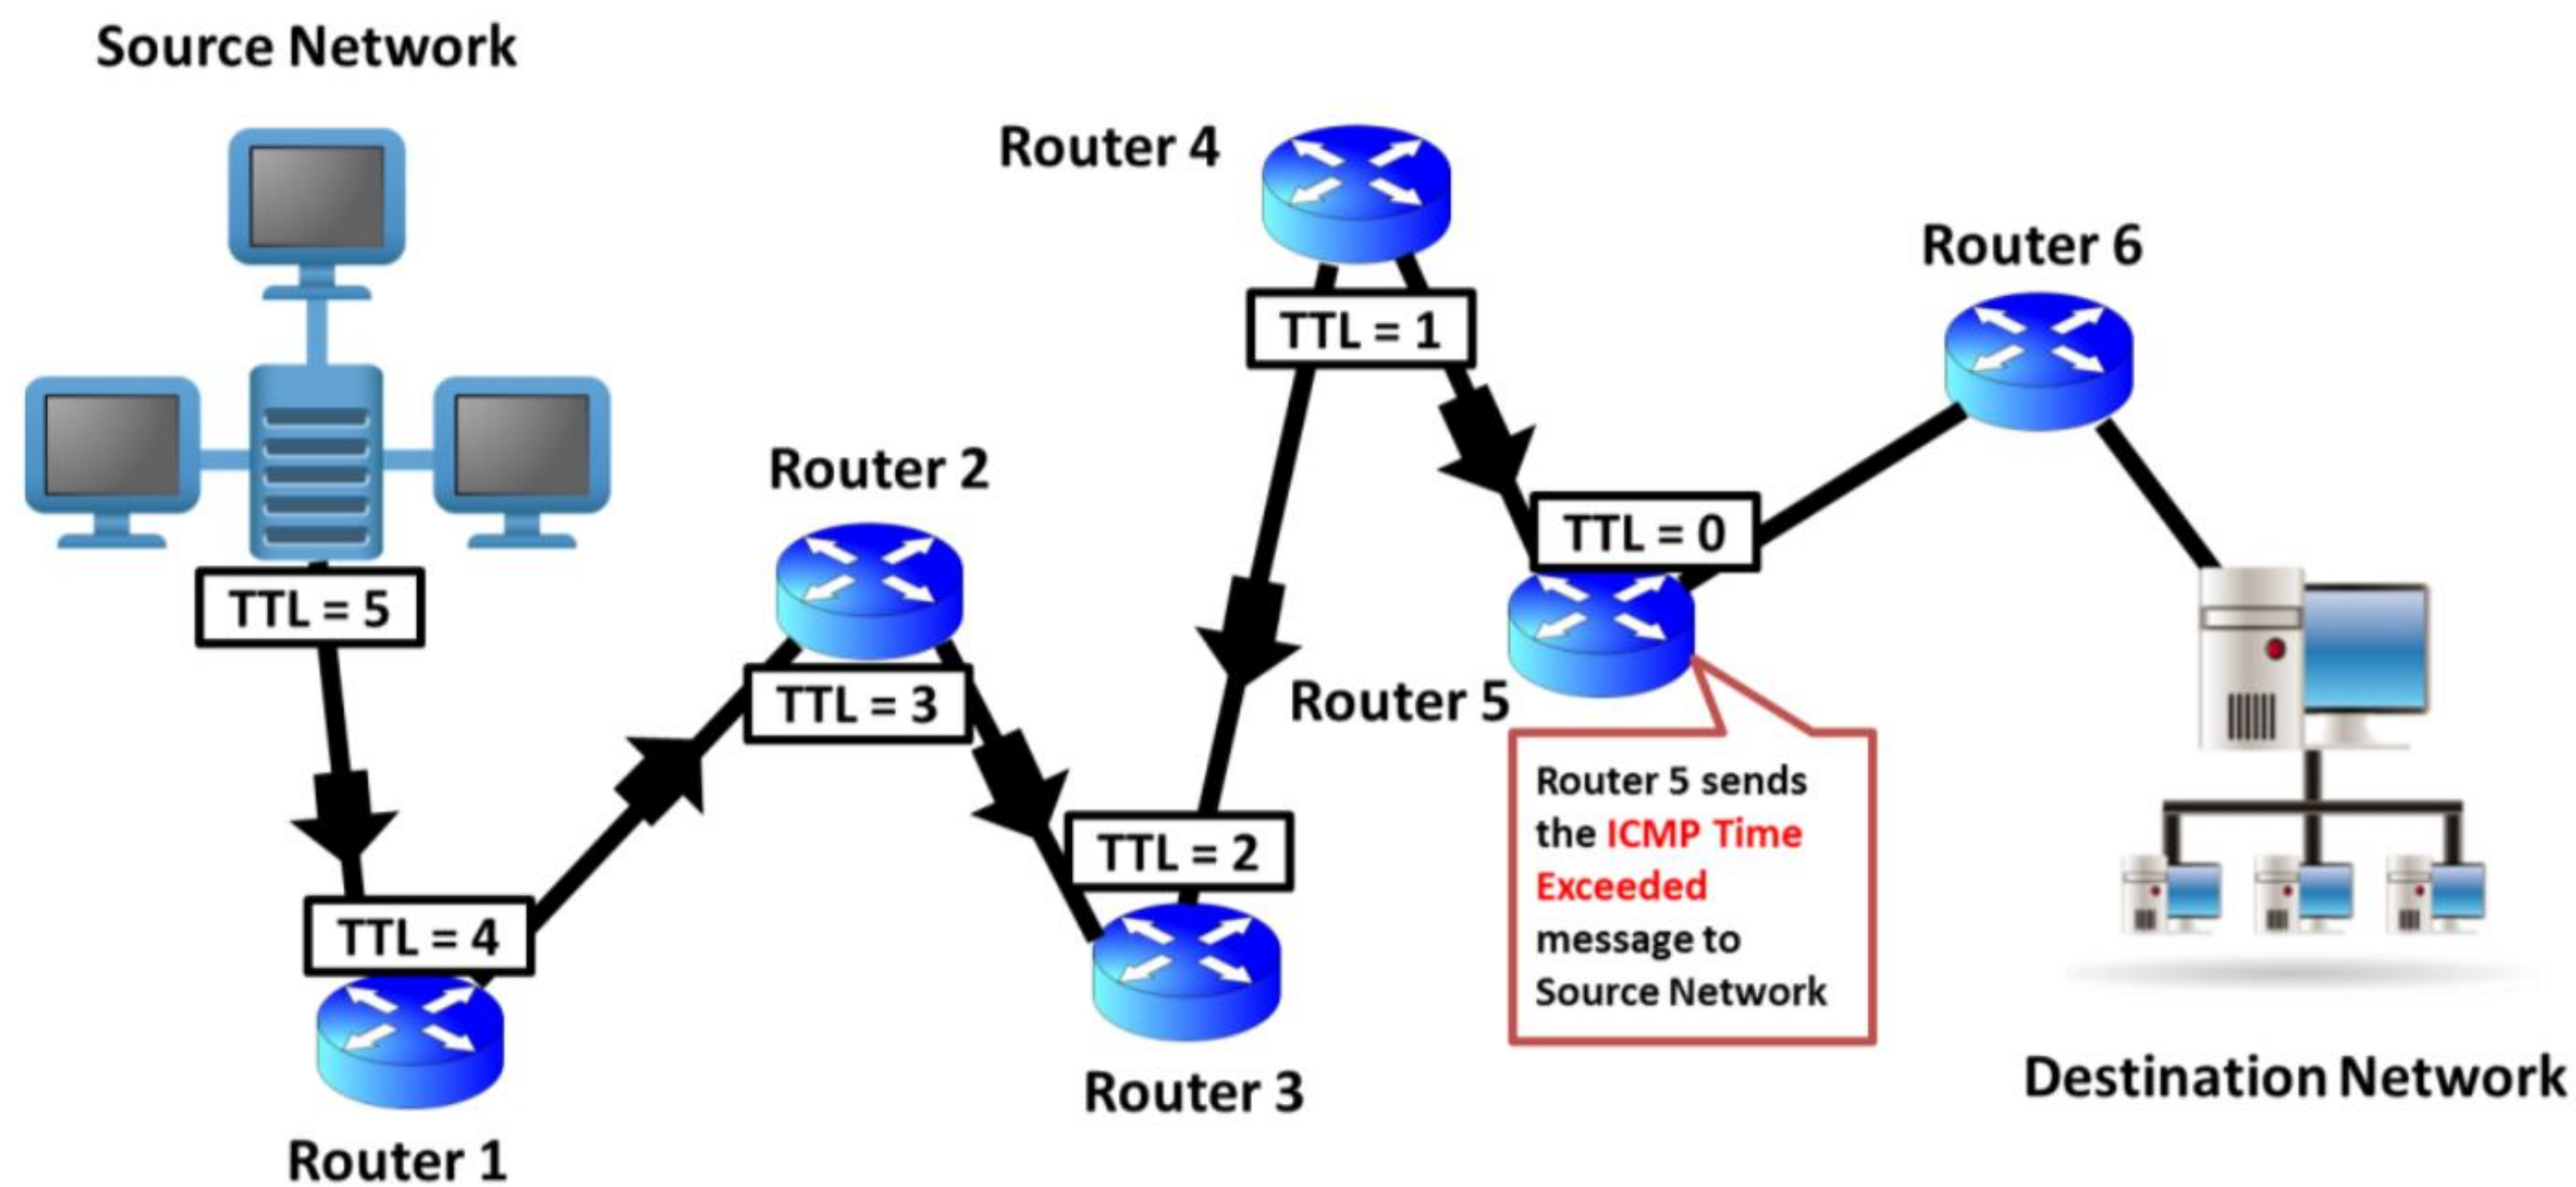 Source Network
TTL = 5
TTL = 4
Router 1
Router 2
TTL = 3
TTL = 2
Router 3
Router 4
TTL = 1
TTL = 0
Router 5
Router 5 sends
the ICMP Time
Exceeded
message to
Source Network
Router 6
Destination Network